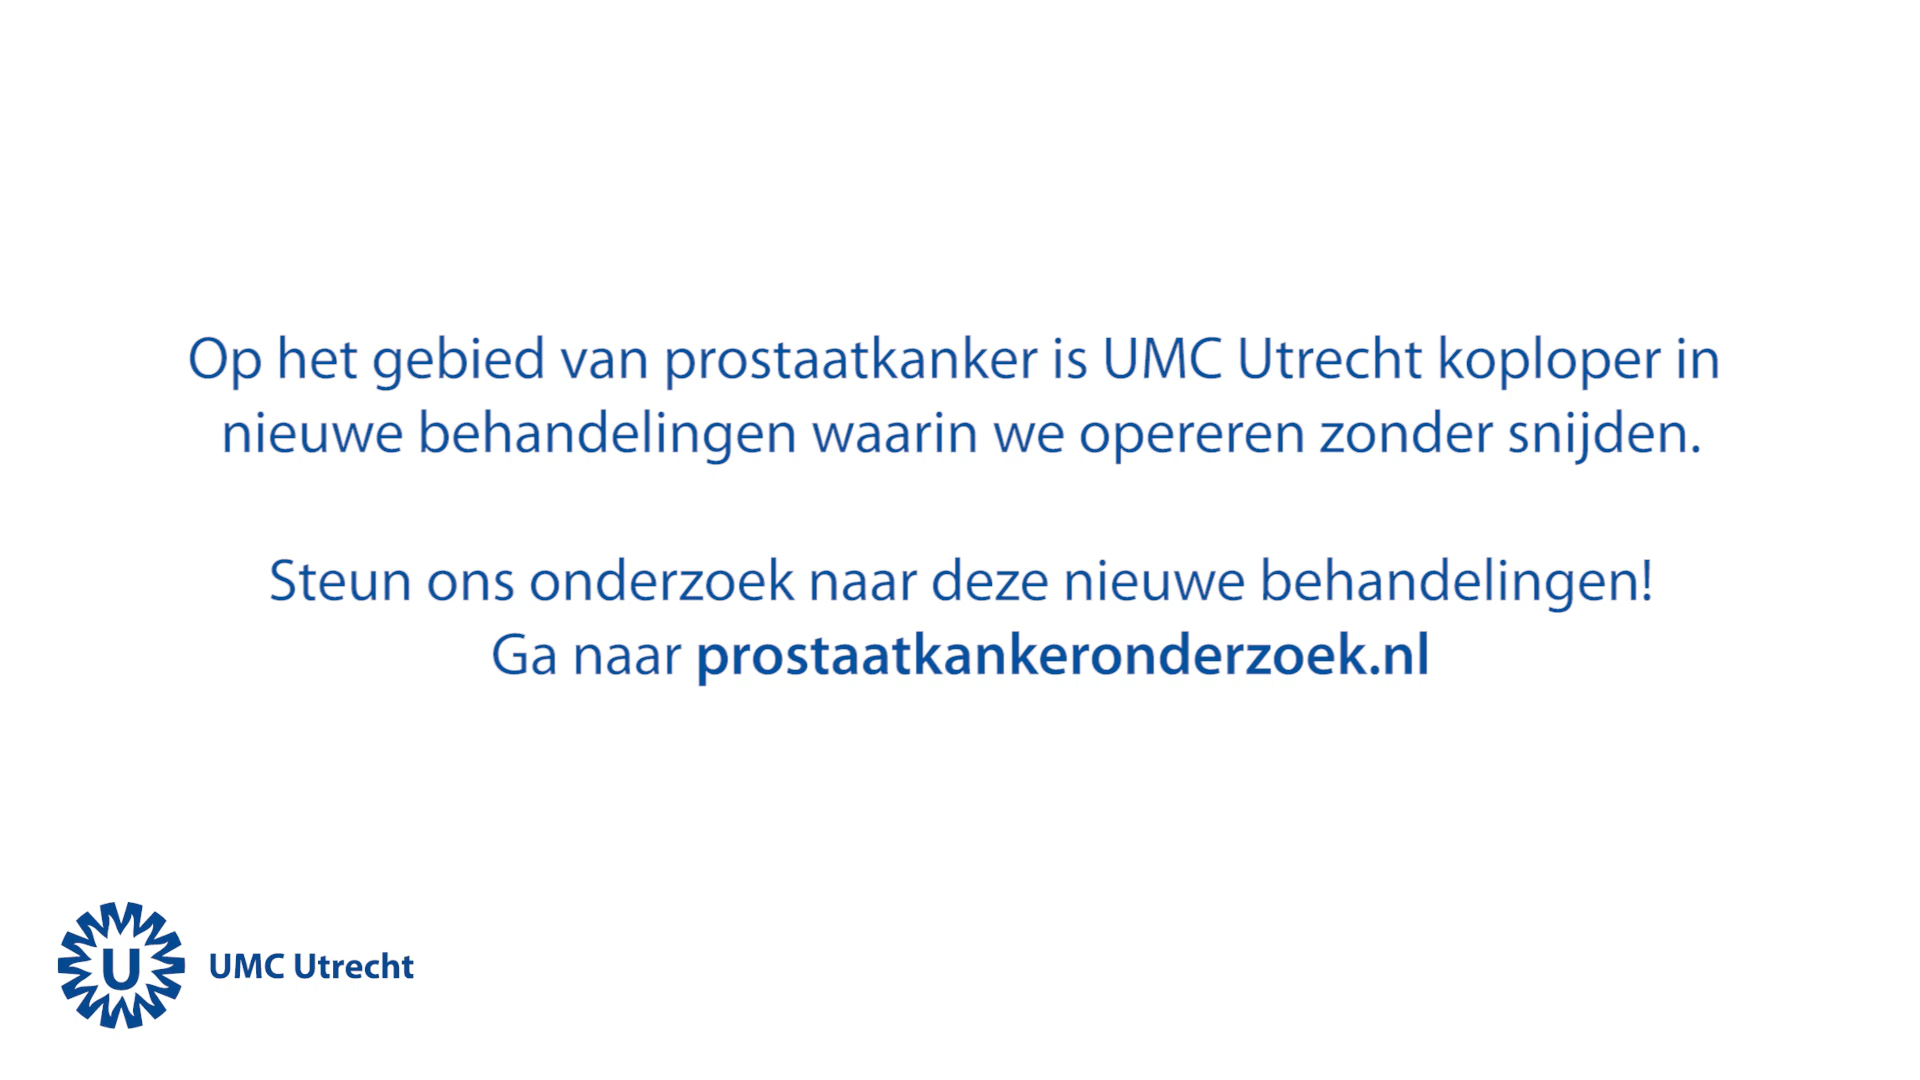 Op het gebied van prostaatkanker is UMC Utrecht koploper in
nieuwe behandelingen waarin we opereren zonder snijden.
Steun ons onderzoek naar deze nieuwe behandelingen!
Ga naar prostaatkankeronderzoek.nl
U
UMC Utrecht